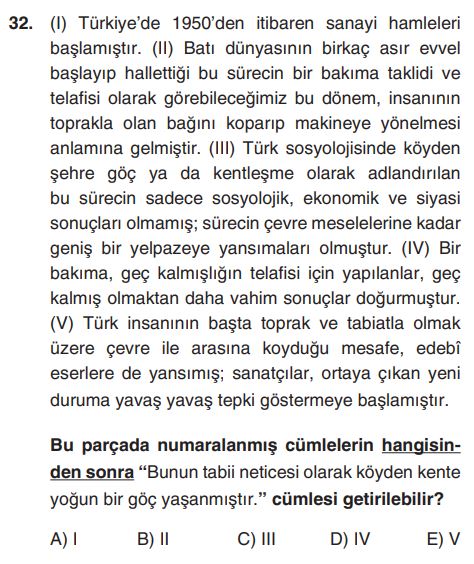 32. (I) Türkiye’de 1950’den itibaren sanayi hamleleri
başlamıştır. (II) Batı dünyasının birkaç asır evvel
başlayıp hallettiği bu sürecin bir bakıma taklidi ve
telafisi olarak görebileceğimiz bu dönem, insanının
toprakla olan bağını koparıp makineye yönelmesi
anlamına gelmiştir. (III) Türk sosyolojisinde köyden
şehre göç ya da kentleşme olarak adlandırılan
bu sürecin sadece sosyolojik, ekonomik ve siyasi
sonuçları olmamış; sürecin çevre meselelerine kadar
geniş bir yelpazeye yansımaları olmuştur. (IV) Bir
bakıma, geç kalmışlığın telafisi için yapılanlar, geç
kalmış olmaktan daha vahim sonuçlar doğurmuştur.
(V) Türk insanının başta toprak ve tabiatla olmak
üzere çevre ile arasına koyduğu mesafe, edebî
eserlere de yansımış; sanatçılar, ortaya çıkan yeni
duruma yavaş yavaş tepki göstermeye başlamıştır.
Bu parçada numaralanmış cümlelerin hangisin-
den sonra “Bunun tabii neticesi olarak köyden kente
yoğun bir göç yaşanmıştır.” cümlesi getirilebilir?
A) I B) II C) III D) IV E) V